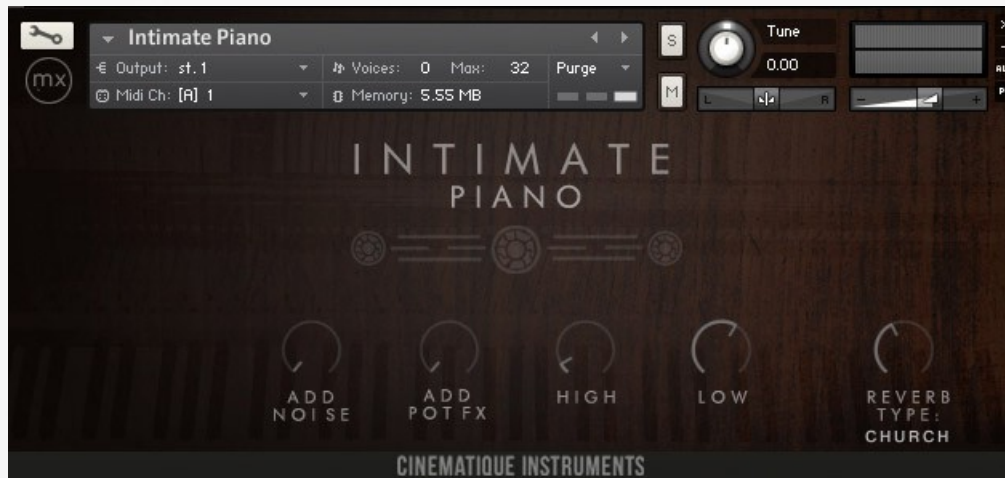 Intimate Piano
S
Tune
Output: st.1
Voices: 0 Max: 32
Purge
0.00
mx
Midi Ch: [A] 1
Memory: 5.55 MB
M
L
R
-
+
INTIMATE
PIANO
ADD
NOISE
ADD
POT FX
HIGH
LOW
REVERB
TYPE:
CHURCH
CINEMATIQUE INSTRUMENTS